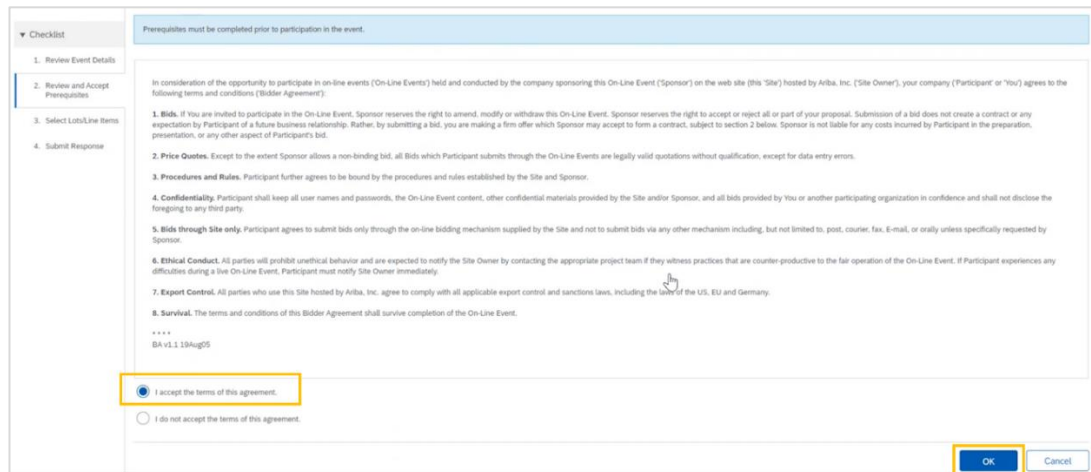 ▼ Checklist
1. Review Event Details
2. Review and Accept
Prerequisites
3. Select Lots/Line Items
4. Submit Response
Prerequisites must be completed prior to participation in the event.
In consideration of the opportunity to participate in on-line events ('On-Line Events') held and conducted by the company sponsoring this On-Line Event ('Sponsor') on the web site (this 'Site') hosted by Ariba, Inc. ('Site Owner'), your company ('Participant' or 'You') agrees to the
following terms and conditions ('Bidder Agreement'):
1. Bids. If You are invited to participate in the On-Line Event, Sponsor reserves the right to amend, modify or withdraw this On-Line Event. Sponsor reserves the right to accept or reject all or part of your proposal. Submission of a bid does not create a contract or any
expectation by Participant of a future business relationship. Rather, by submitting a bid, you are making a firm offer which Sponsor may accept to form a contract, subject to section 2 below. Sponsor is not liable for any costs incurred by Participant in the preparation,
presentation, or any other aspect of Participant's bid.
2. Price Quotes. Except to the extent Sponsor allows a non-binding bid, all Bids which Participant submits through the On-Line Events are legally valid quotations without qualification, except for data entry errors.
3. Procedures and Rules. Participant further agrees to be bound by the procedures and rules established by the Site and Sponsor.
4. Confidentiality. Participant shall keep all user names and passwords, the On-Line Event content, other confidential materials provided by the Site and/or Sponsor, and all bids provided by You or another participating organization in confidence and shall not disclose the
foregoing to any third party.
5. Bids through Site only. Participant agrees to submit bids only through the on-line bidding mechanism supplied by the Site and not to submit bids via any other mechanism including, but not limited to, post, courier, fax, E-mail, or orally unless specifically requested by
Sponsor.
6. Ethical Conduct. All parties will prohibit unethical behavior and are expected to notify the Site Owner by contacting the appropriate project team if they witness practices that are counter-productive to the fair operation of the On-Line Event. If Participant experiences any
difficulties during a live On-Line Event, Participant must notify Site Owner immediately.
7. Export Control. All parties who use this Site hosted by Ariba, Inc. agree to comply with all applicable export control and sanctions laws, including the laws of the US, EU and Germany.
8. Survival. The terms and conditions of this Bidder Agreement shall survive completion of the On-Line Event.
* * * *
BA v1.1 19Aug05
I accept the terms of this agreement.
I do not accept the terms of this agreement.
OK
Cancel